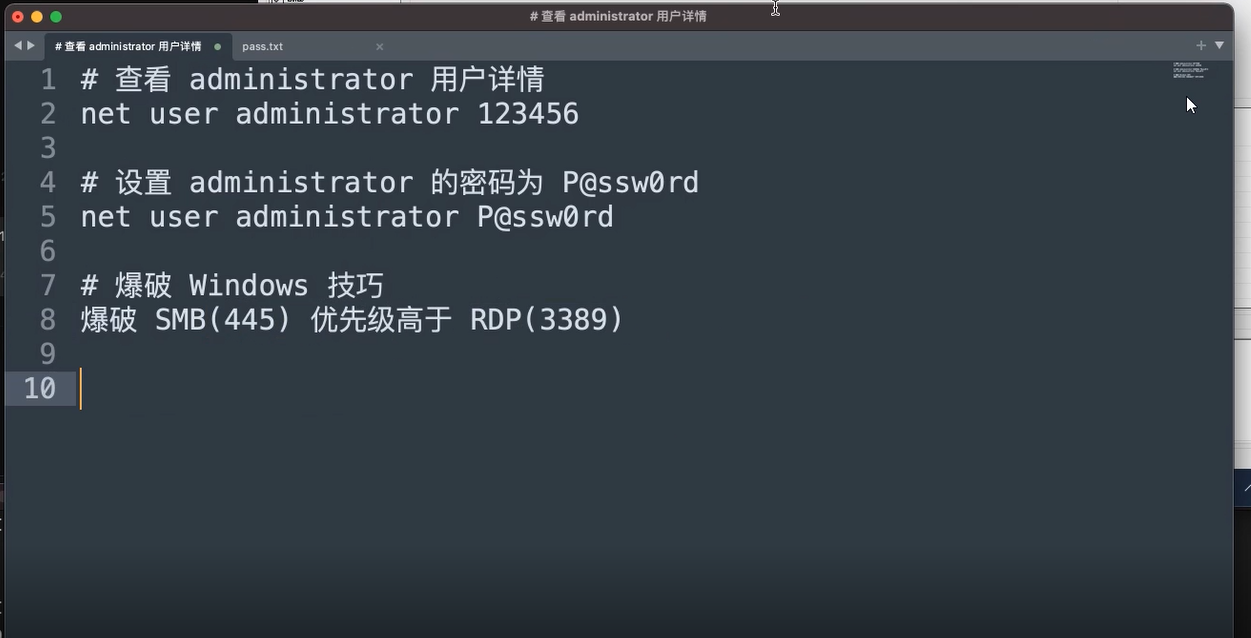 # 查看 administrator 用户详情
# 查看 administrator 用户详情
pass.txt
1 # 查看 administrator 用户详情
2 net user administrator 123456
3
4 # 设置 administrator 的密码为 P@ssw0rd
5 net user administrator P@ssw0rd
6
7 # 爆破 Windows 技巧
8 爆破 SMB(445) 优先级高于 RDP(3389)
9
10